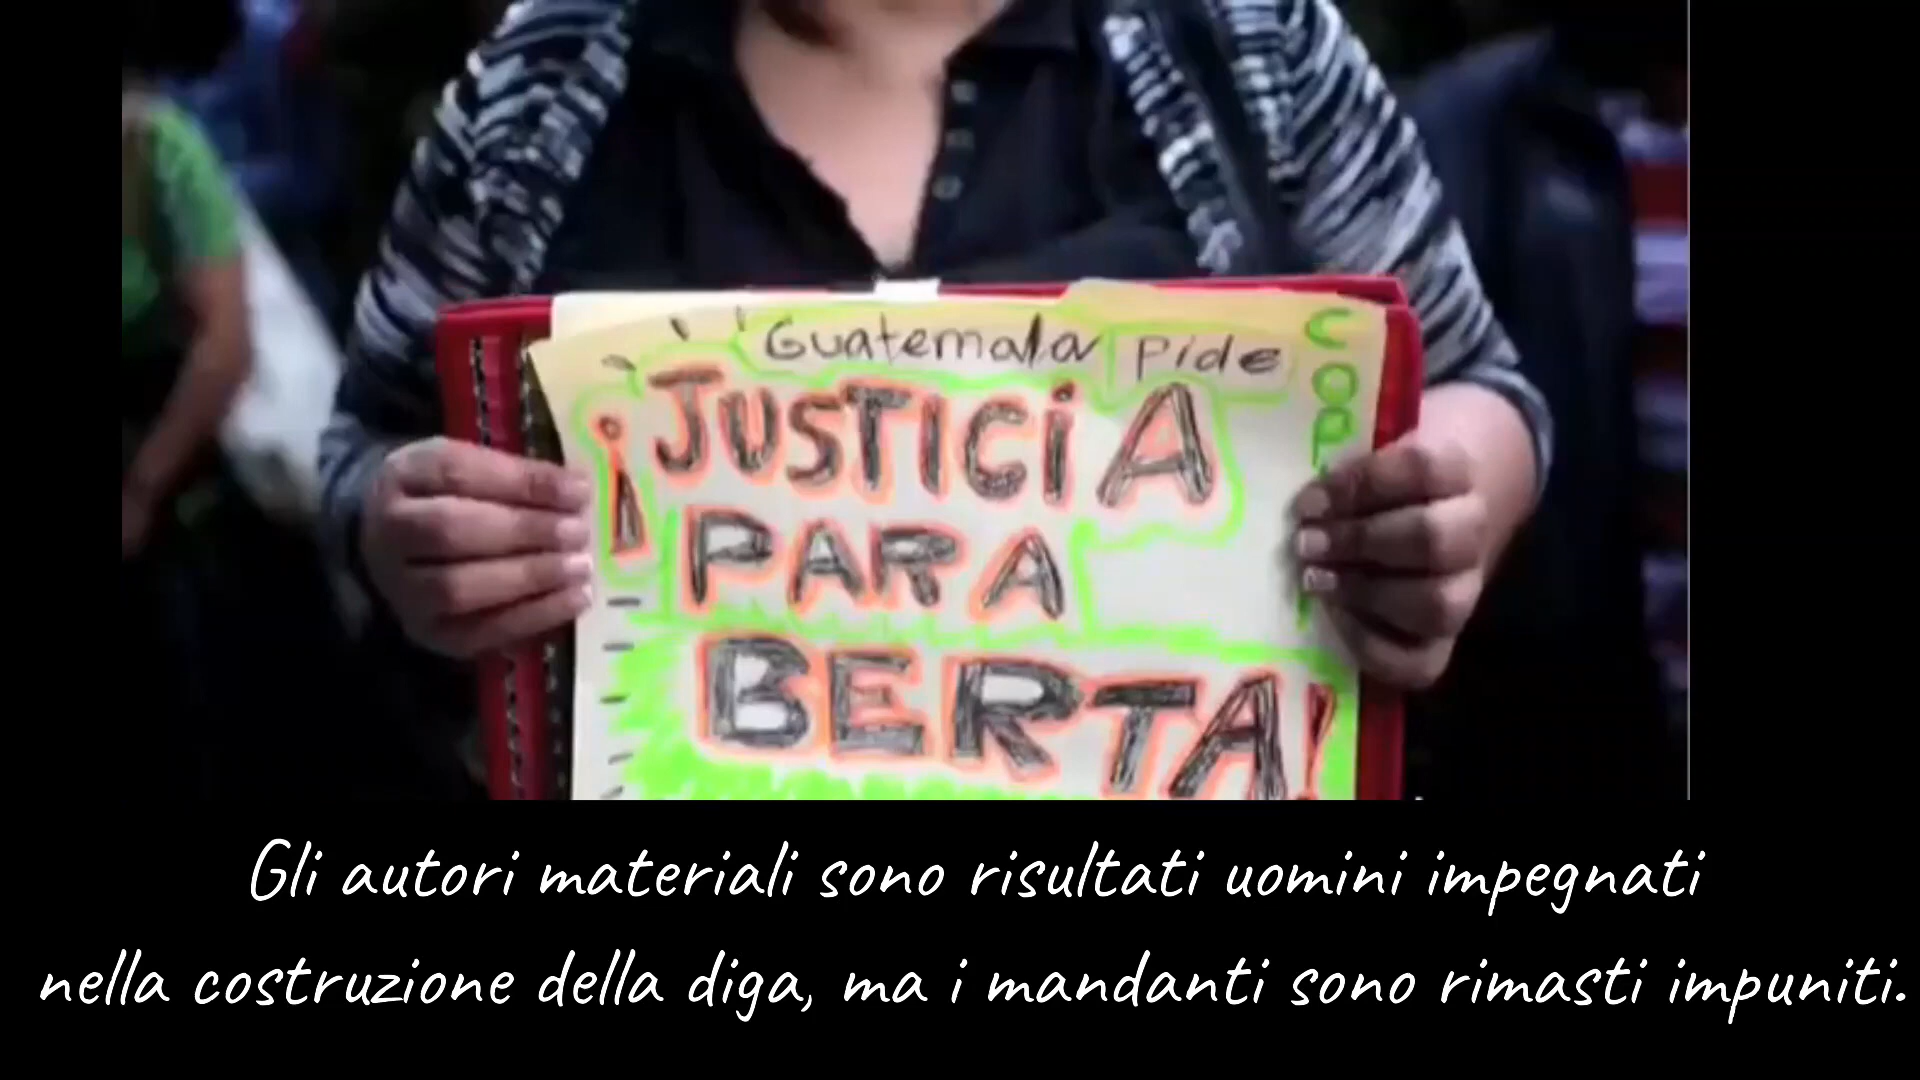 Guatemala pide
¡JUSTICIA
PARA
BERTA!
Gli autori materiali sono risultati uomini impegnati
nella costruzione della diga, ma i mandanti sono rimasti impuniti.